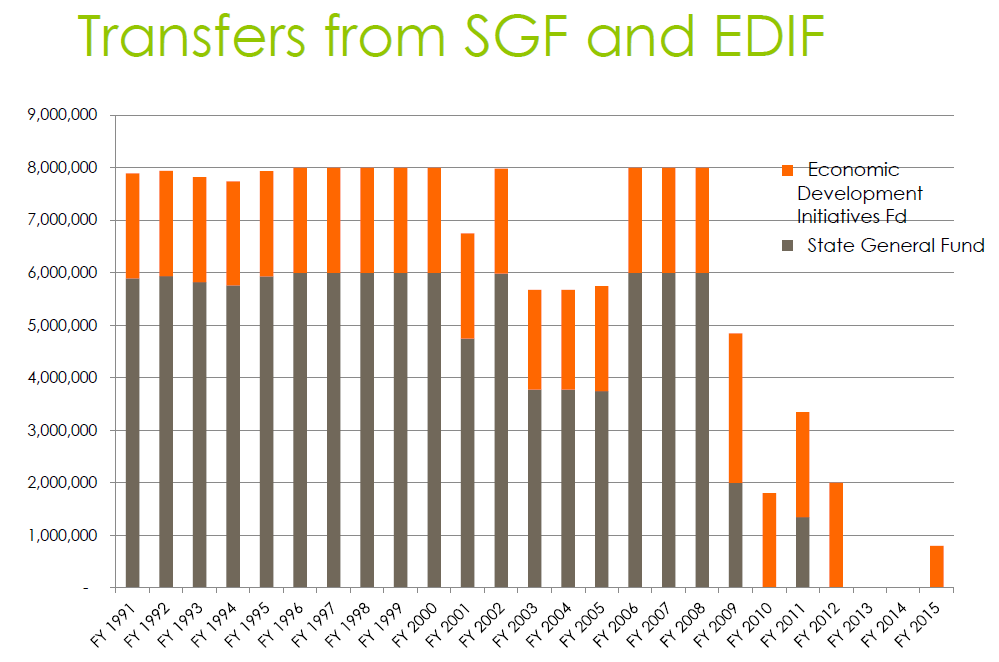 Transfers from SGF and EDIF
9,000,000
8,000,000
7,000,000
6,000,000
5,000,000
4,000,000
3,000,000
2,000,000
1,000,000
-
Economic
Development
Initiatives Fd
State General Fund
FY 1991
FY 1992
FY 1993
FY 1994
FY 1995
FY 1996
FY 1997
FY 1998
FY 1999
FY 2000
FY 2001
FY 2002
FY 2003
FY 2004
FY 2005
FY 2006
FY 2007
FY 2008
FY 2009
FY 2010
FY 2011
FY 2012
FY 2013
FY 2014
FY 2015